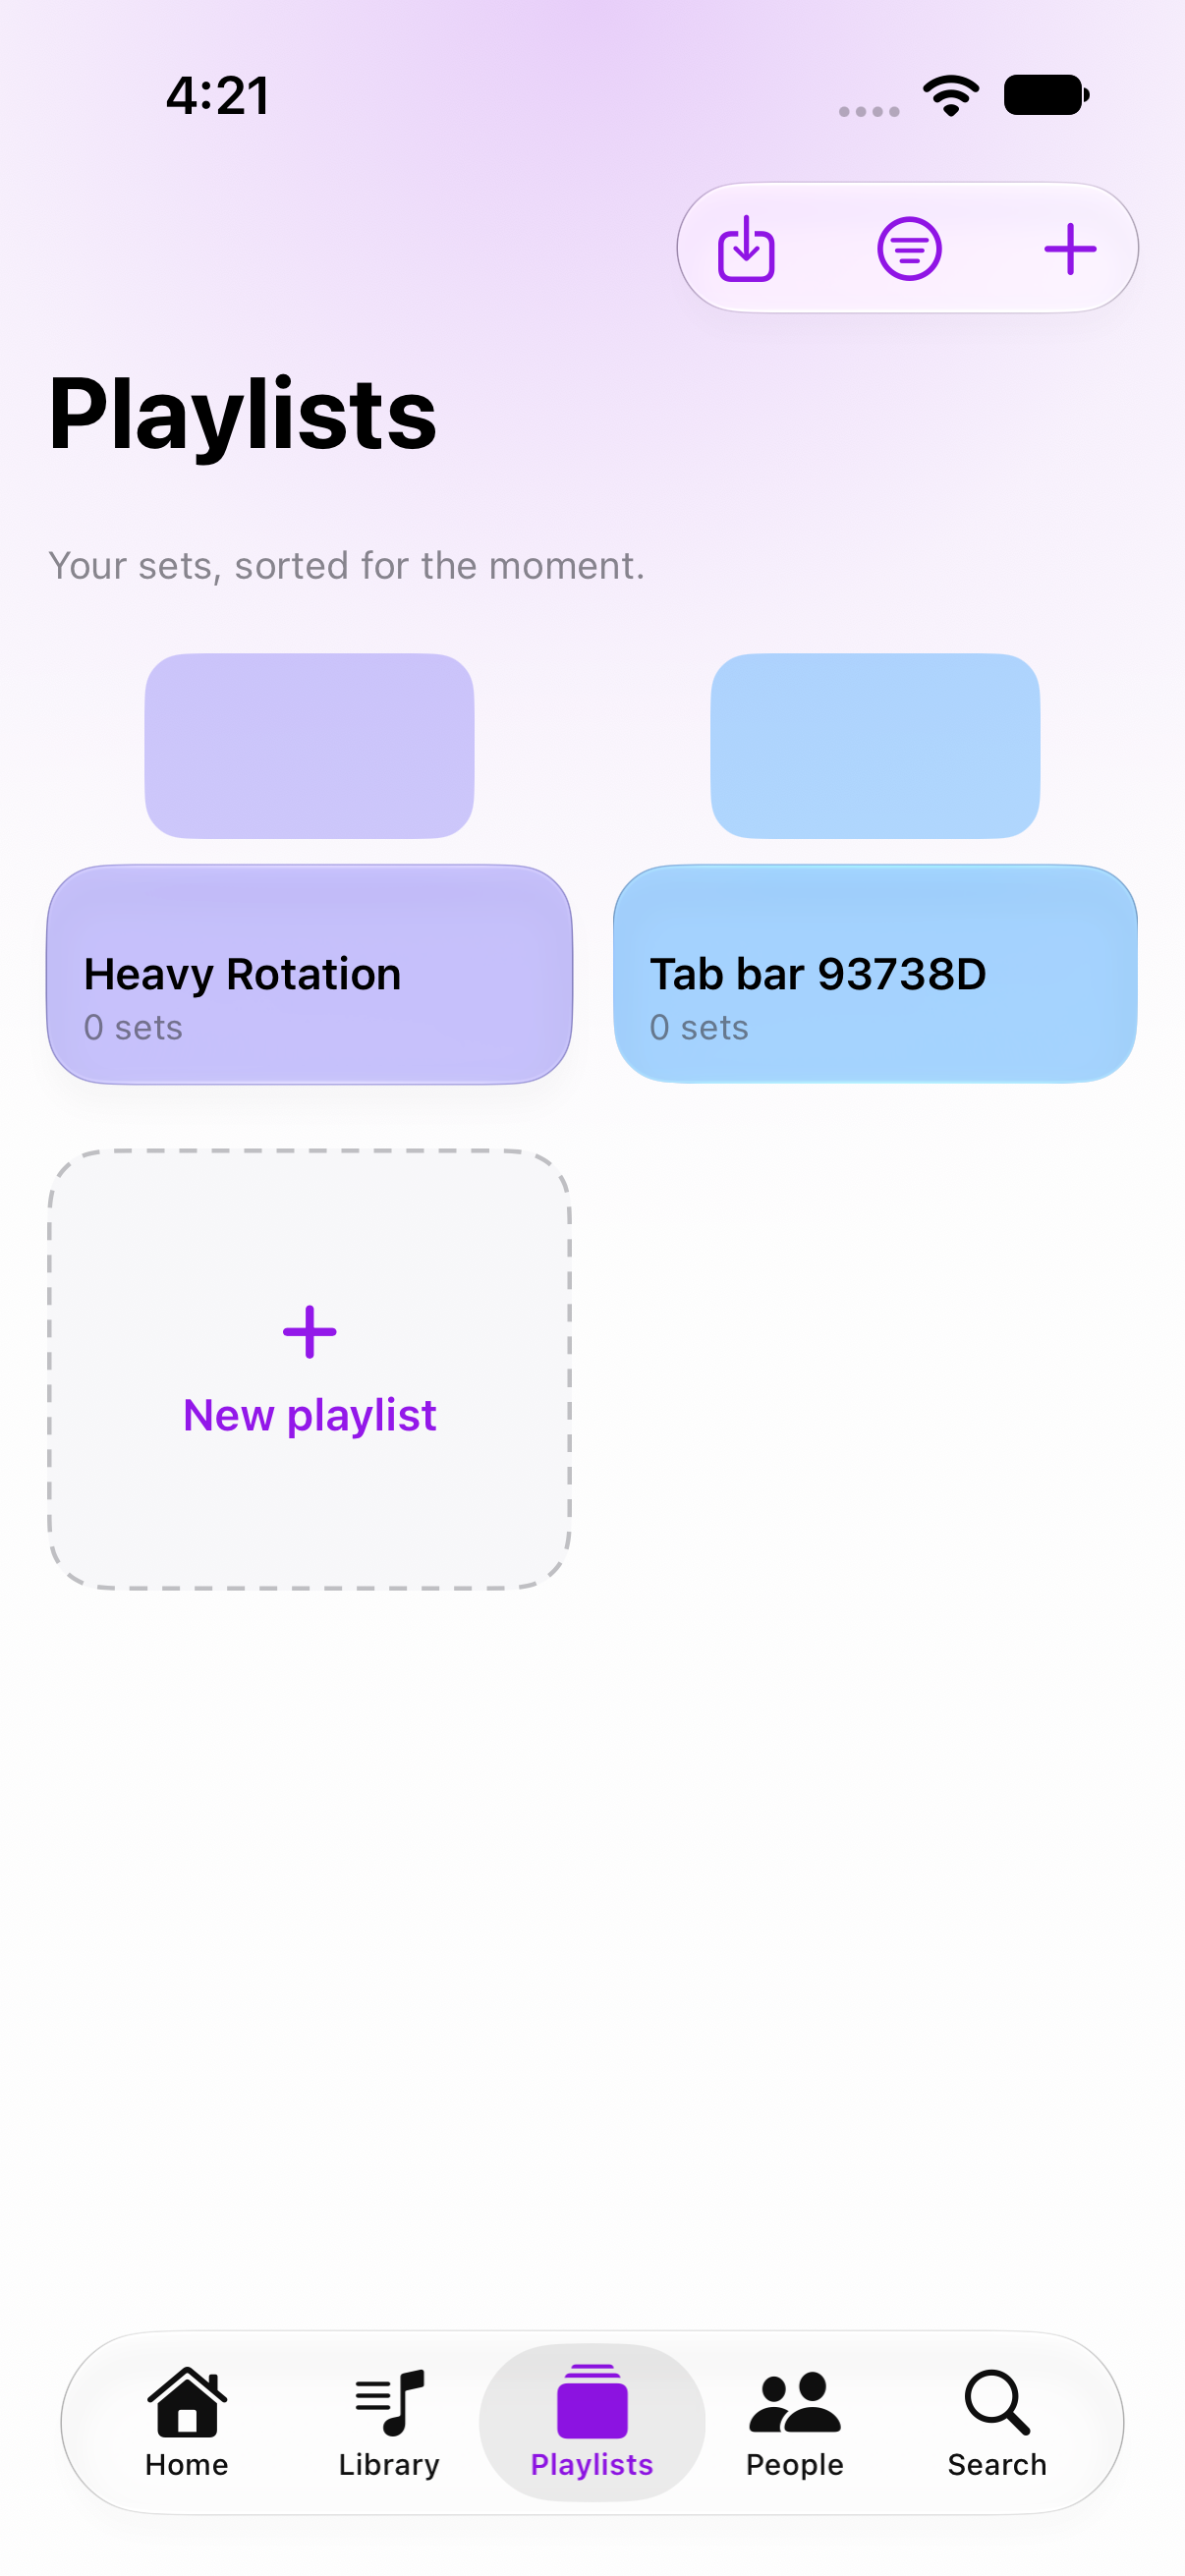 4:21
Playlists
Your sets, sorted for the moment.
Heavy Rotation
0 sets
Tab bar 93738D
0 sets
New playlist
Home
Library
Playlists
People
Search